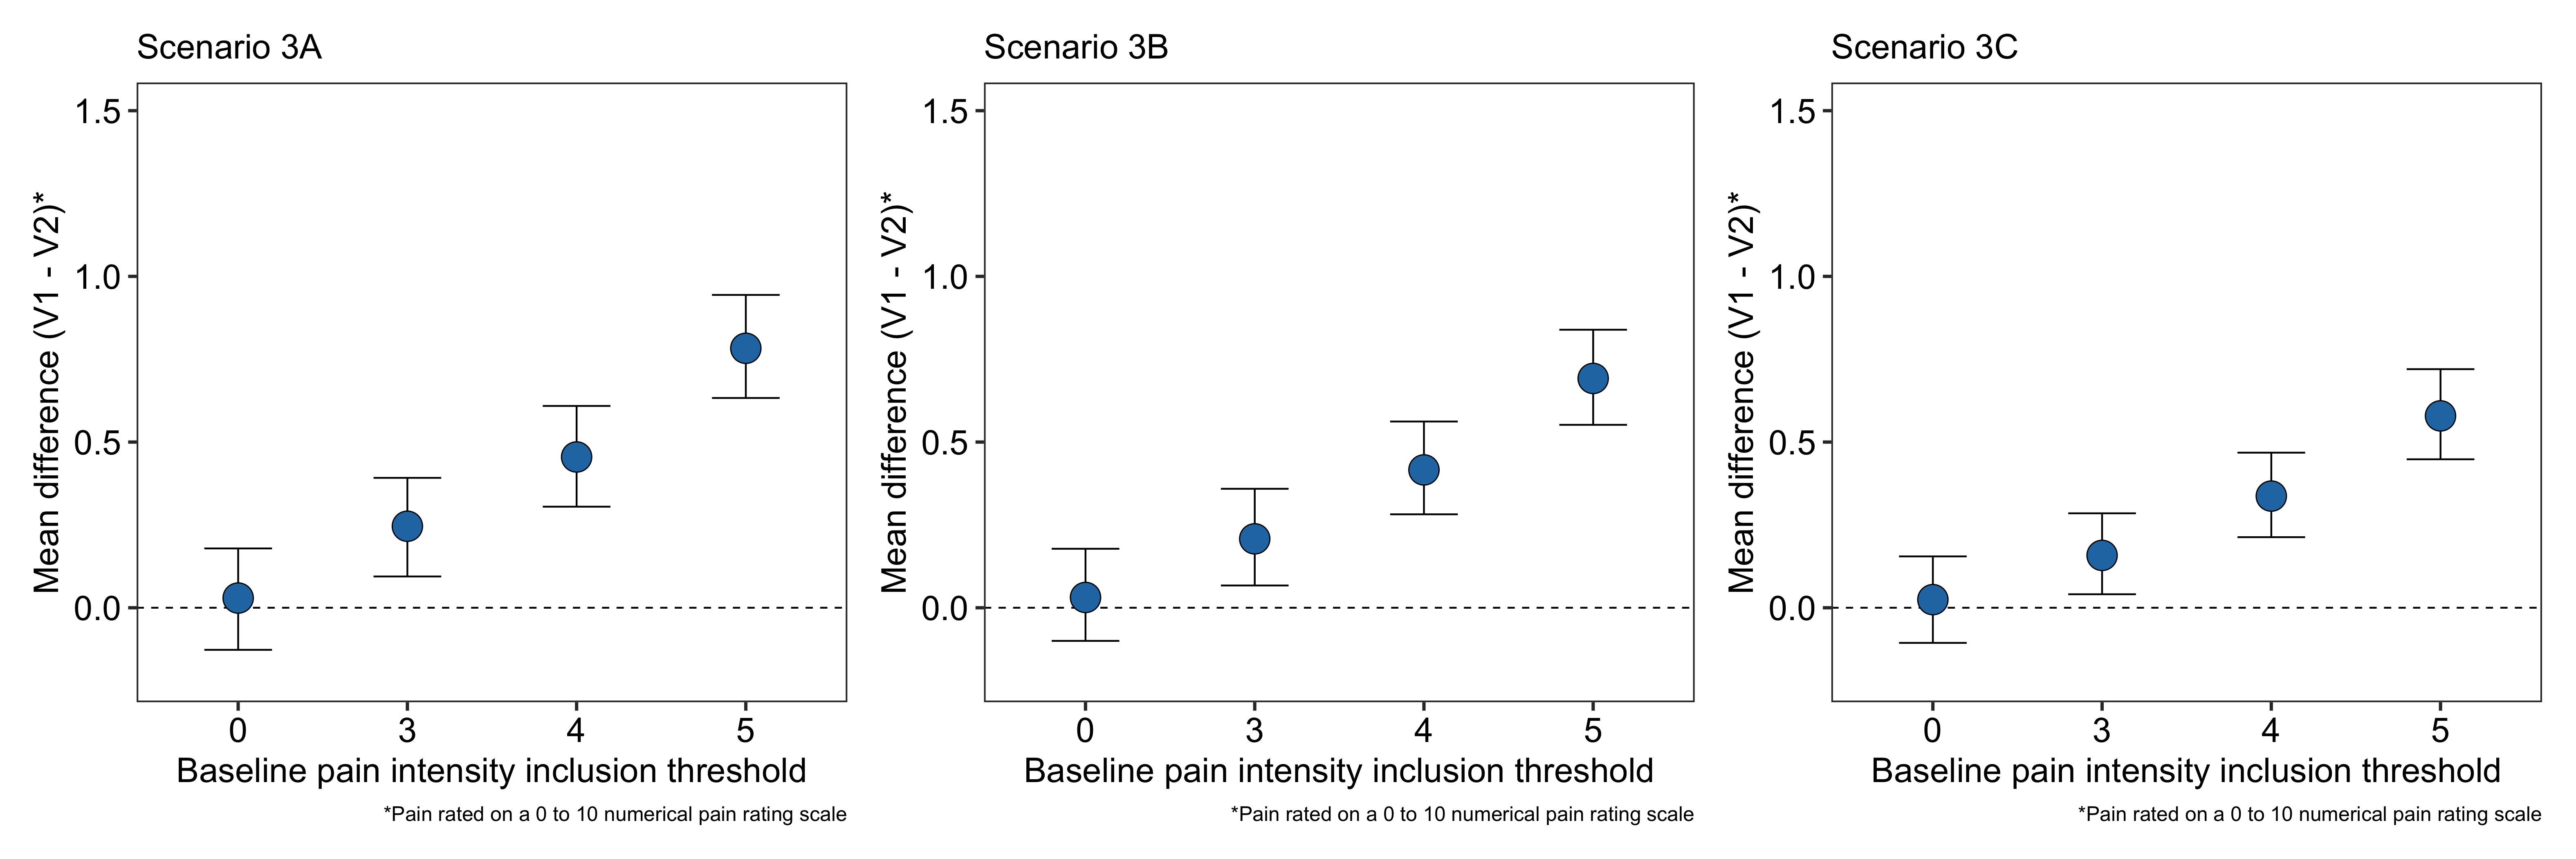 Scenario 3A
1.5
1.0
0.5
0.0
Mean difference (V1 - V2)*
0 3 4 5
Baseline pain intensity inclusion threshold
*Pain rated on a 0 to 10 numerical pain rating scale
Scenario 3B
1.5
1.0
0.5
0.0
Mean difference (V1 - V2)*
0 3 4 5
Baseline pain intensity inclusion threshold
*Pain rated on a 0 to 10 numerical pain rating scale
Scenario 3C
1.5
1.0
0.5
0.0
Mean difference (V1 - V2)*
0 3 4 5
Baseline pain intensity inclusion threshold
*Pain rated on a 0 to 10 numerical pain rating scale